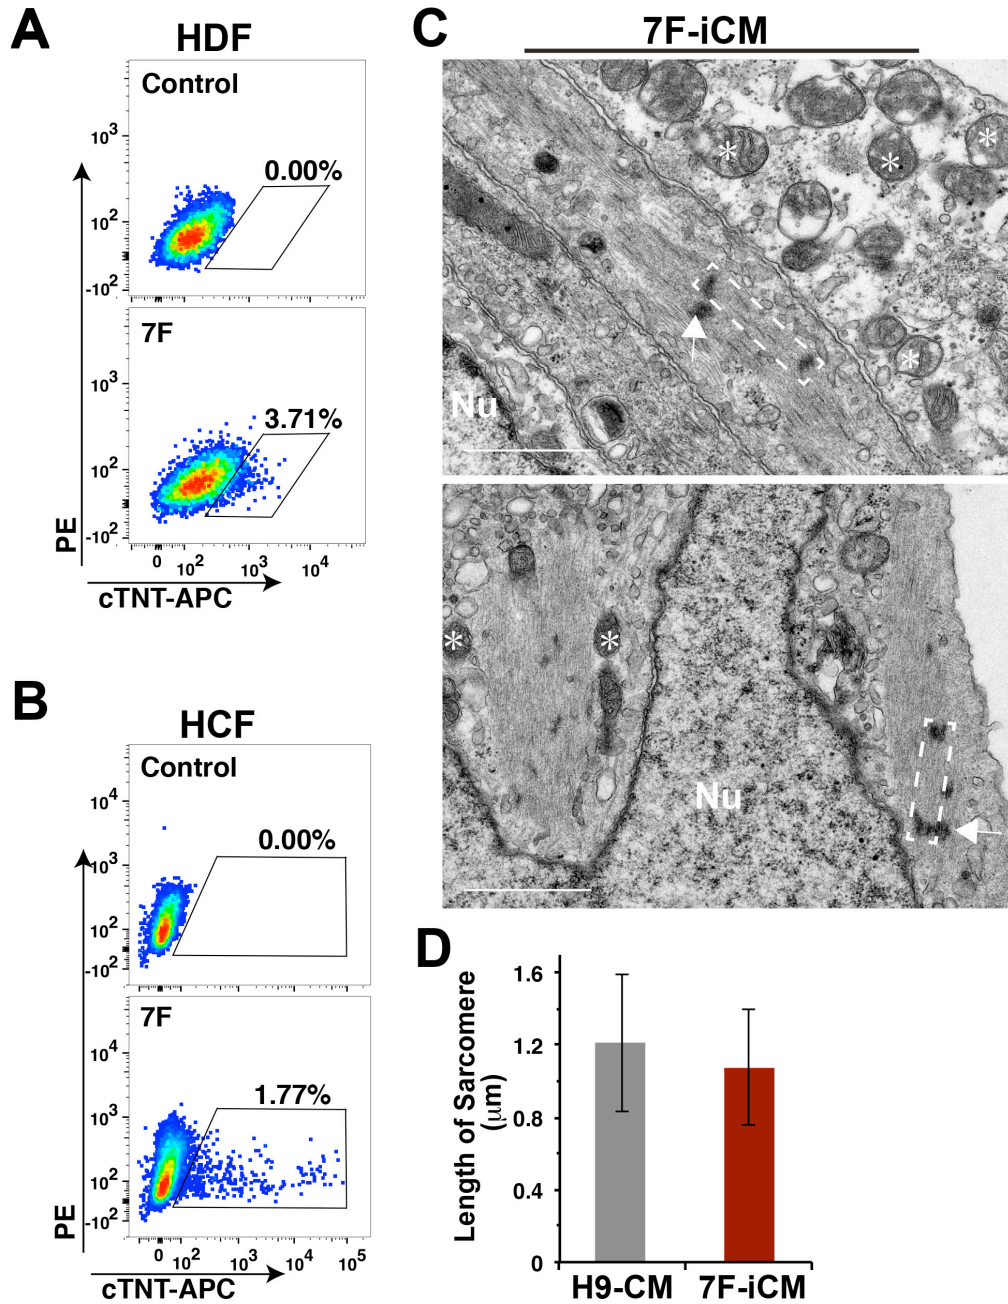 A
HDF
Control
0.00%
10³
10²
-10²
7F
3.71%
10³
10²
-10²
0 10² 10³ 10⁴
PE
cTNT-APC
B
HCF
Control
0.00%
10⁴
10³
10²
-10²
7F
1.77%
10⁴
10³
10²
-10²
0 10² 10³ 10⁴ 10⁵
PE
cTNT-APC
C
7F-iCM
* * *
*
Nu
* *
Nu
D
Length of Sarcomere
(μm)
1.6
1.2
0.8
0.4
0
H9-CM 7F-iCM